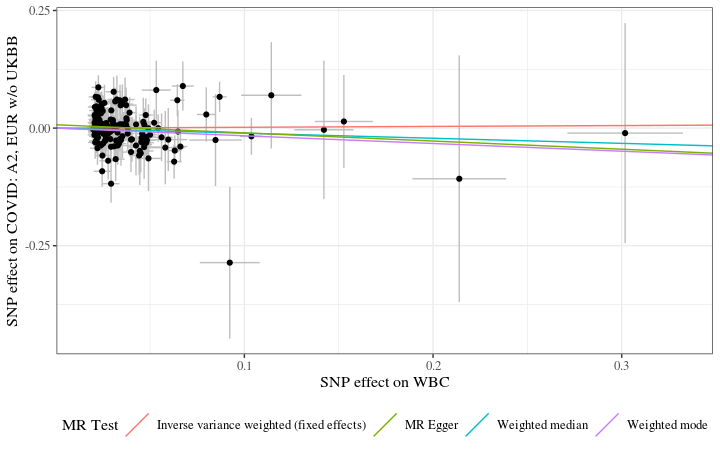 0.25
0.00
-0.25
SNP effect on COVID: A2, EUR w/o UKBB
0.1
0.2
0.3
SNP effect on WBC
MR Test
Inverse variance weighted (fixed effects)
MR Egger
Weighted median
Weighted mode